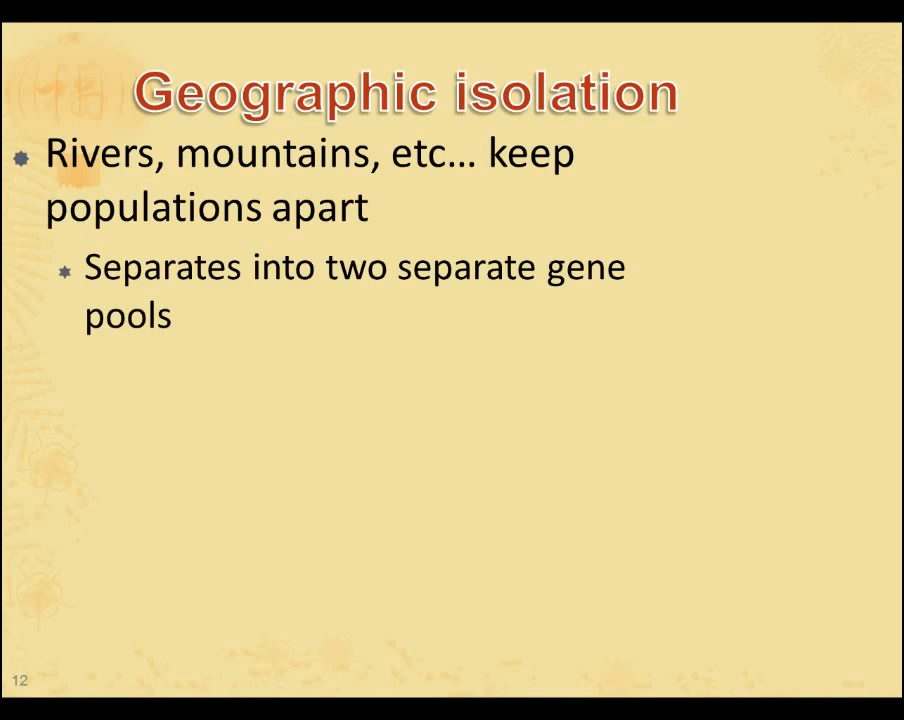 Geographic isolation
Rivers, mountains, etc… keep
populations apart
Separates into two separate gene
pools
12